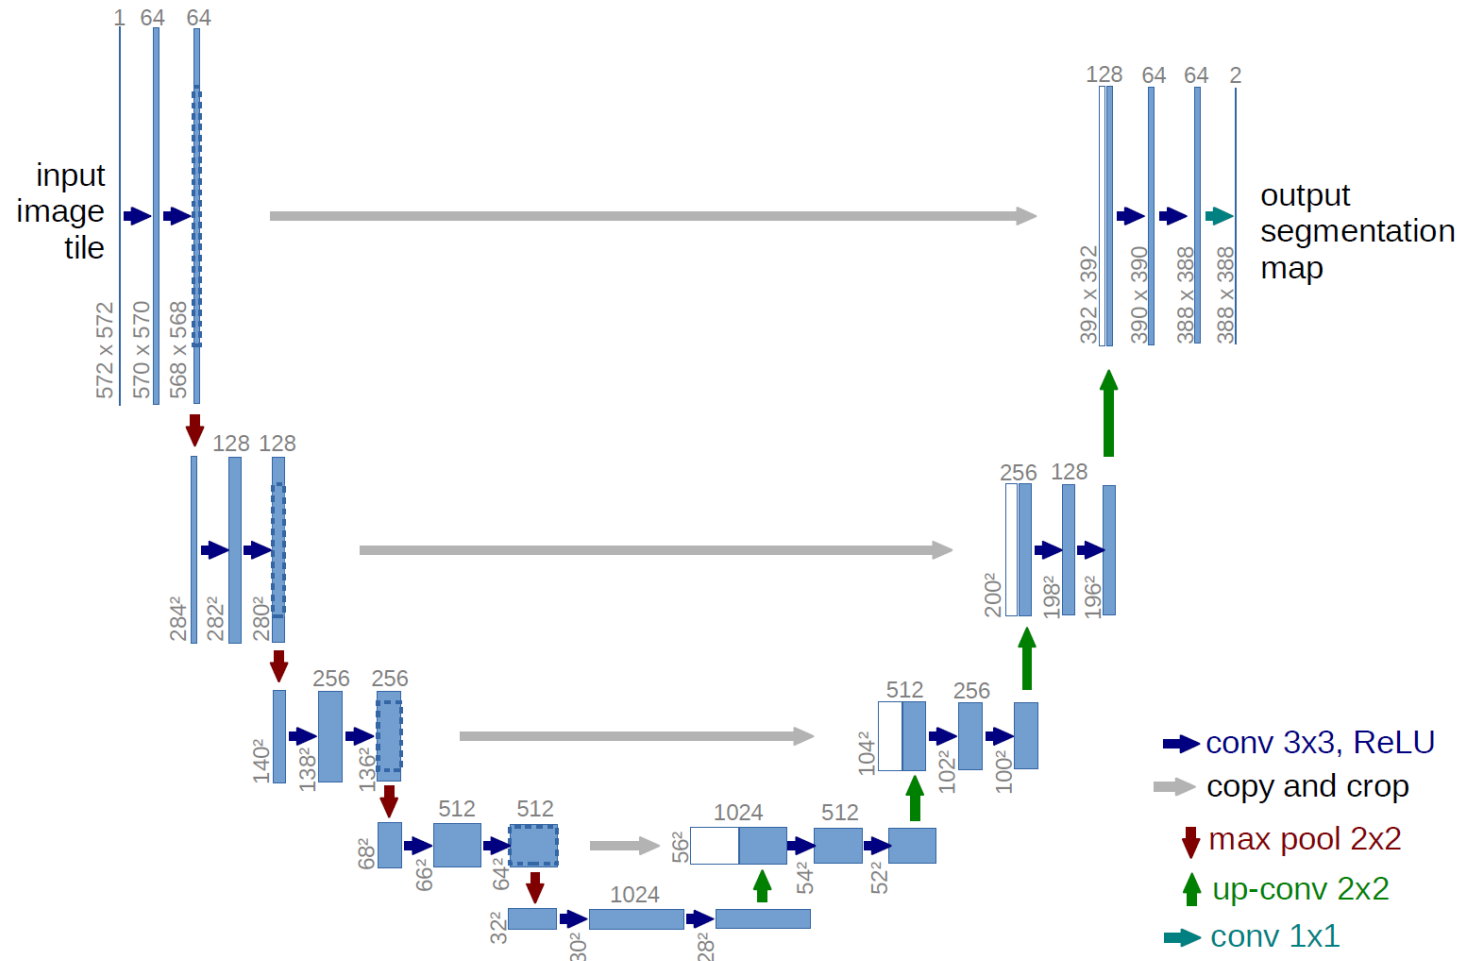 1 64 64
input
image
tile
572 x 572
570 x 570
568 x 568
128 64 64 2
output
segmentation
map
392 x 392
390 x 390
388 x 388
388 x 388
128 128
284²
282²
280²
256 128
200²
198²
196²
256 256
140²
138²
136²
512 256
104²
102²
100²
512 512
68²
66²
64²
1024 512
56²
54²
52²
1024
32²
30²
28²
conv 3x3, ReLU
copy and crop
max pool 2x2
up-conv 2x2
conv 1x1